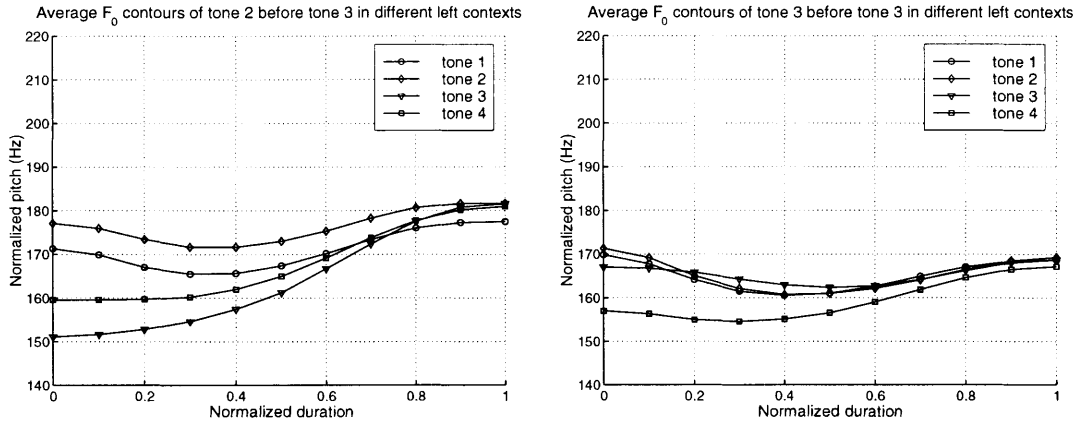 Average F0 contours of tone 2 before tone 3 in different left contexts
220
210
200
190
180
170
160
150
140
Normalized pitch (Hz)
tone 1
tone 2
tone 3
tone 4
0 0.2 0.4 0.6 0.8 1
Normalized duration
Average F0 contours of tone 3 before tone 3 in different left contexts
220
210
200
190
180
170
160
150
140
Normalized pitch (Hz)
tone 1
tone 2
tone 3
tone 4
0 0.2 0.4 0.6 0.8 1
Normalized duration